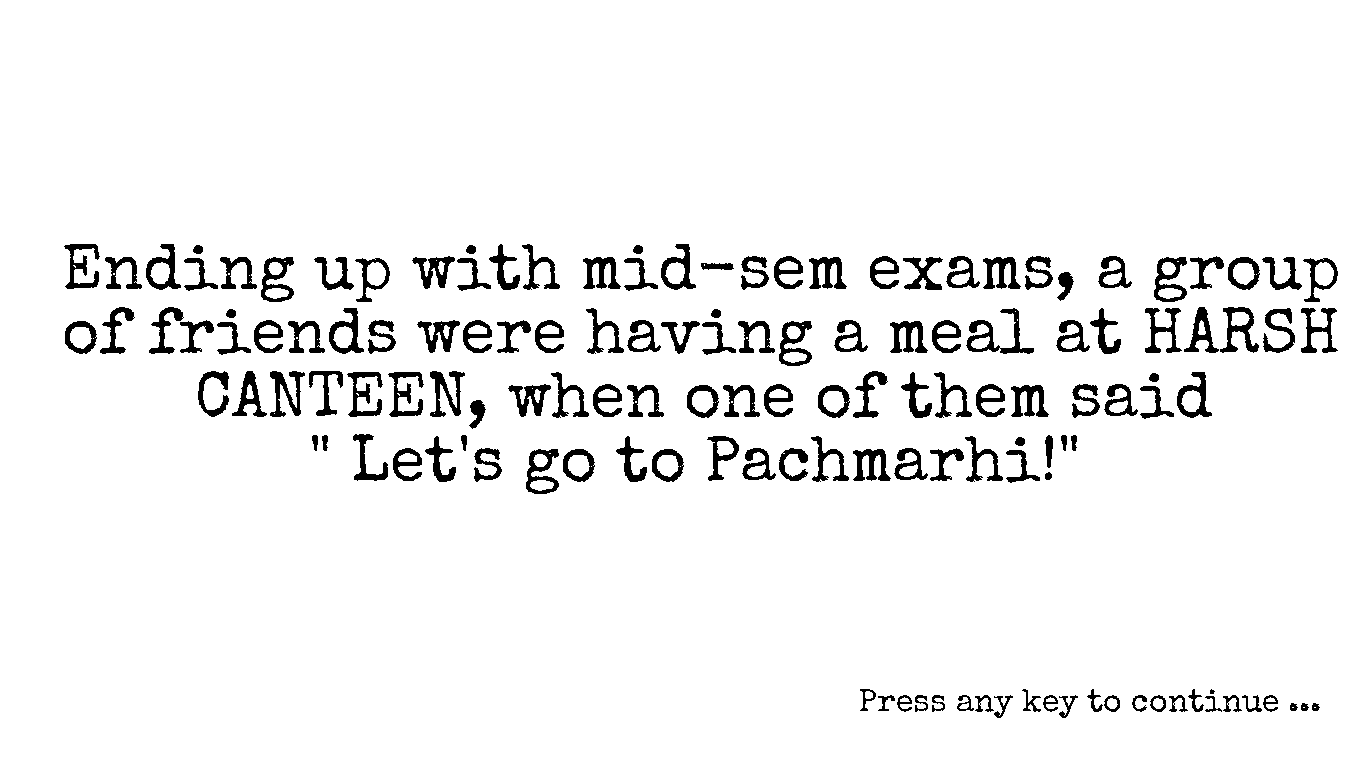 Ending up with mid-sem exams, a group
of friends were having a meal at HARSH
CANTEEN, when one of them said
" Let's go to Pachmarhi!"
Press any key to continue ...